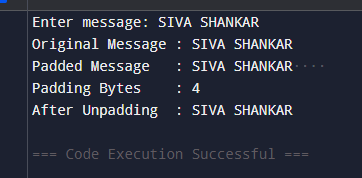 Enter message: SIVA SHANKAR
Original Message : SIVA SHANKAR
Padded Message   : SIVA SHANKAR····
Padding Bytes    : 4
After Unpadding  : SIVA SHANKAR
=== Code Execution Successful ===